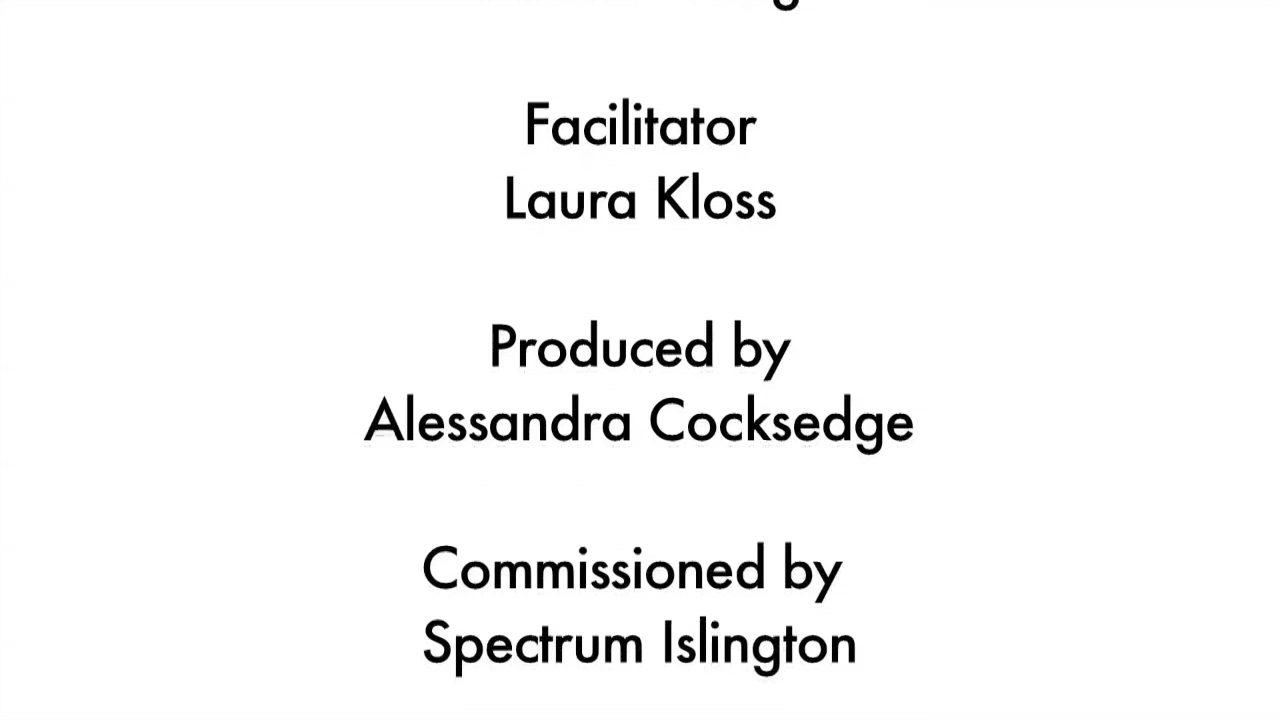 Facilitator
Laura Kloss
Produced by
Alessandra Cocksedge
Commissioned by
Spectrum Islington